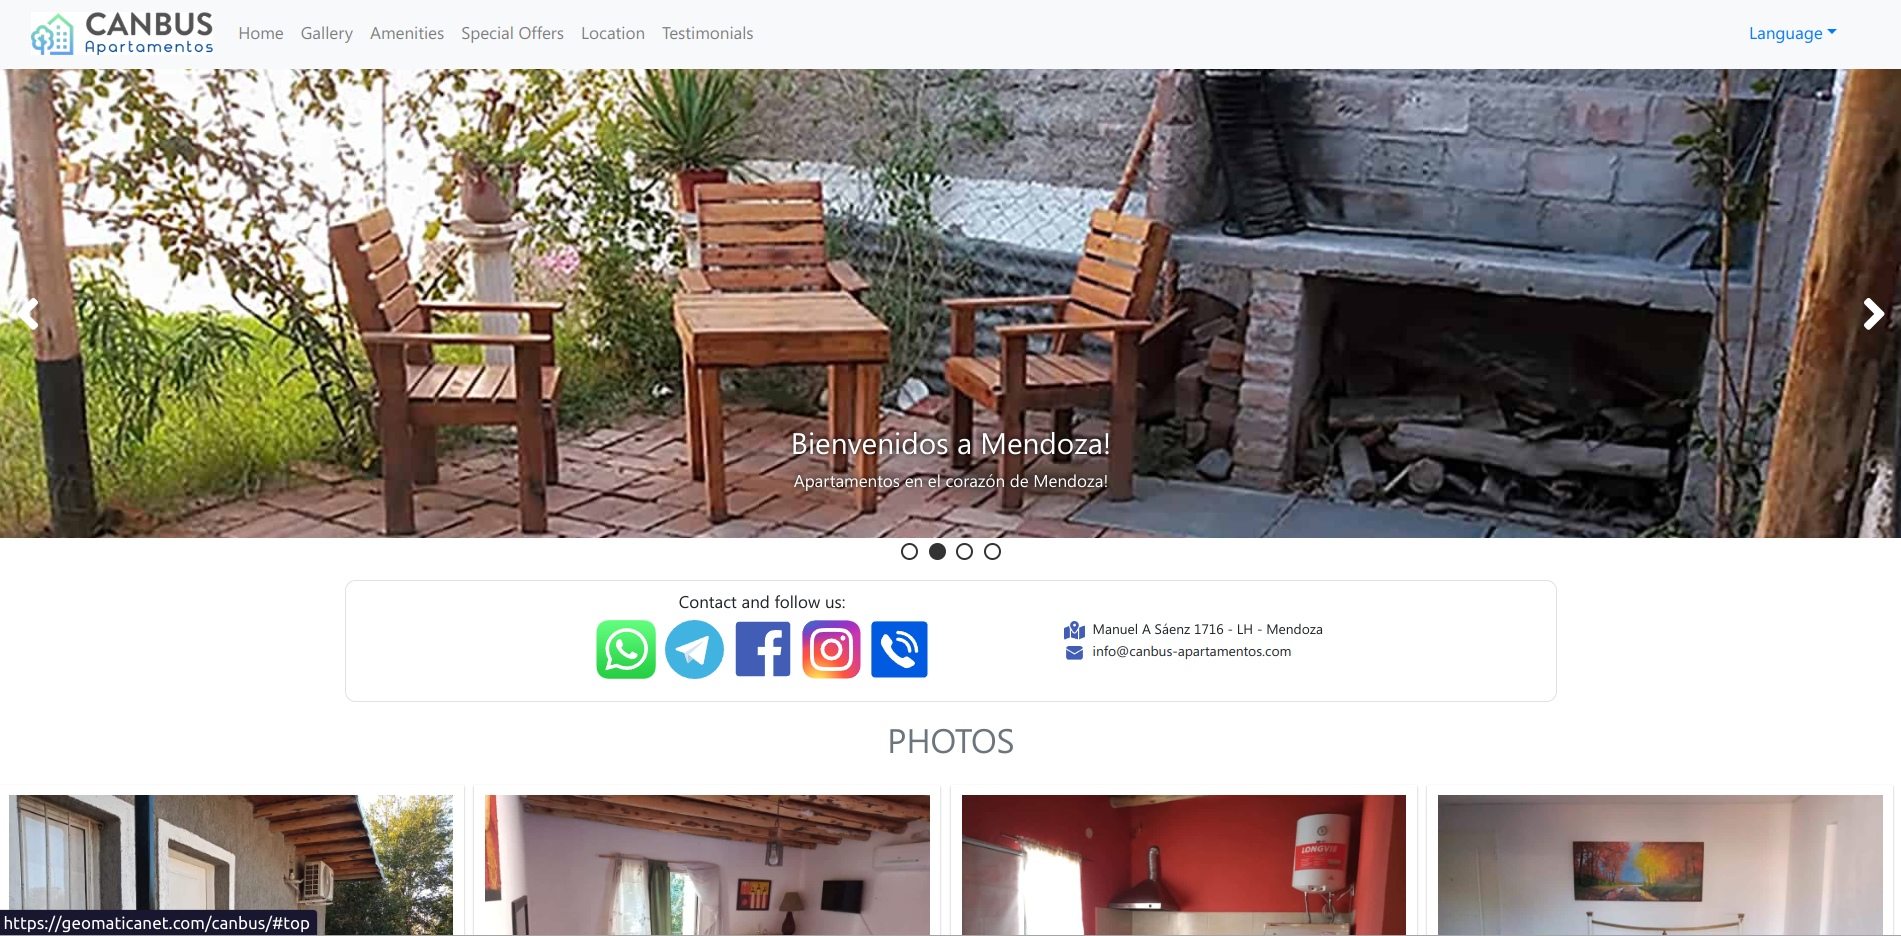 CANBUS
Apartamentos
Home Gallery Amenities Special Offers Location Testimonials
Language
Bienvenidos a Mendoza!
Apartamentos en el corazón de Mendoza!
Contact and follow us:
Manuel A Sáenz 1716 - LH - Mendoza
info@canbus-apartamentos.com
PHOTOS
LONGVIE
https://geomaticanet.com/canbus/#top